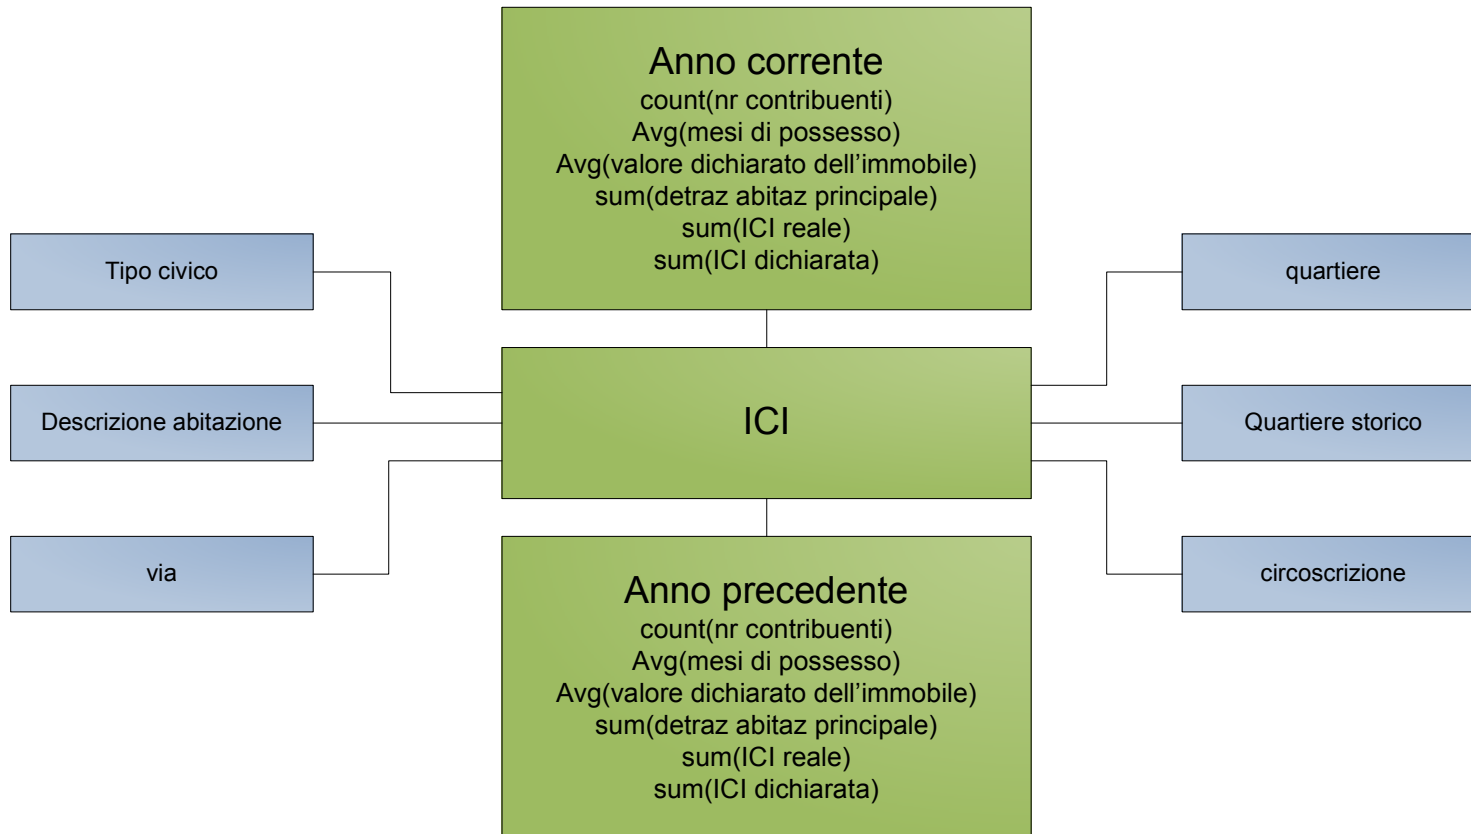 Anno corrente
count(nr contribuenti)
Avg(mesi di possesso)
Avg(valore dichiarato dell'immobile)
sum(detraz abitaz principale)
sum(ICI reale)
sum(ICI dichiarata)
Tipo civico
quartiere
Descrizione abitazione
ICI
Quartiere storico
via
circoscrizione
Anno precedente
count(nr contribuenti)
Avg(mesi di possesso)
Avg(valore dichiarato dell'immobile)
sum(detraz abitaz principale)
sum(ICI reale)
sum(ICI dichiarata)